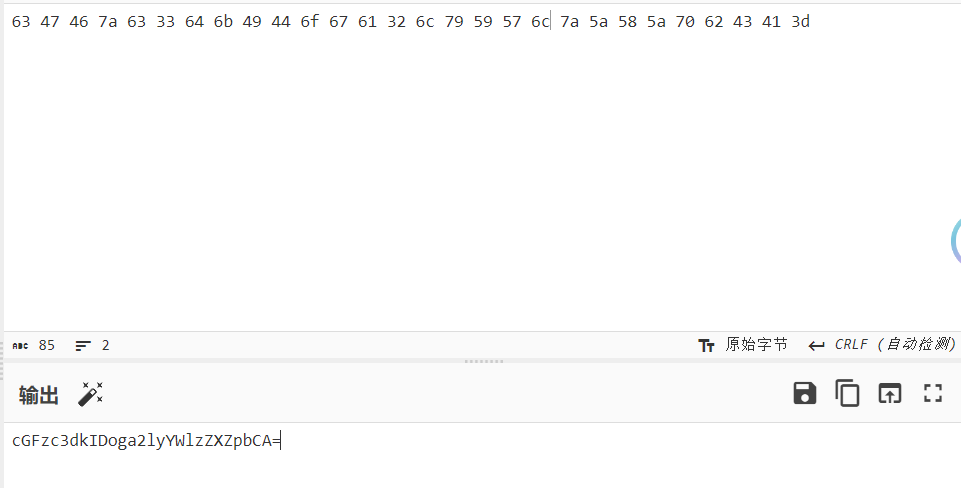 63 47 46 7a 63 33 64 6b 49 44 6f 67 61 32 6c 79 59 57 6c 7a 5a 58 5a 70 62 43 41 3d
ABC 85 2 Tт 原始字节 CRLF (自动检测)
输出
cGFzc3dkIDoga2lyYWlzZXZpbCA=